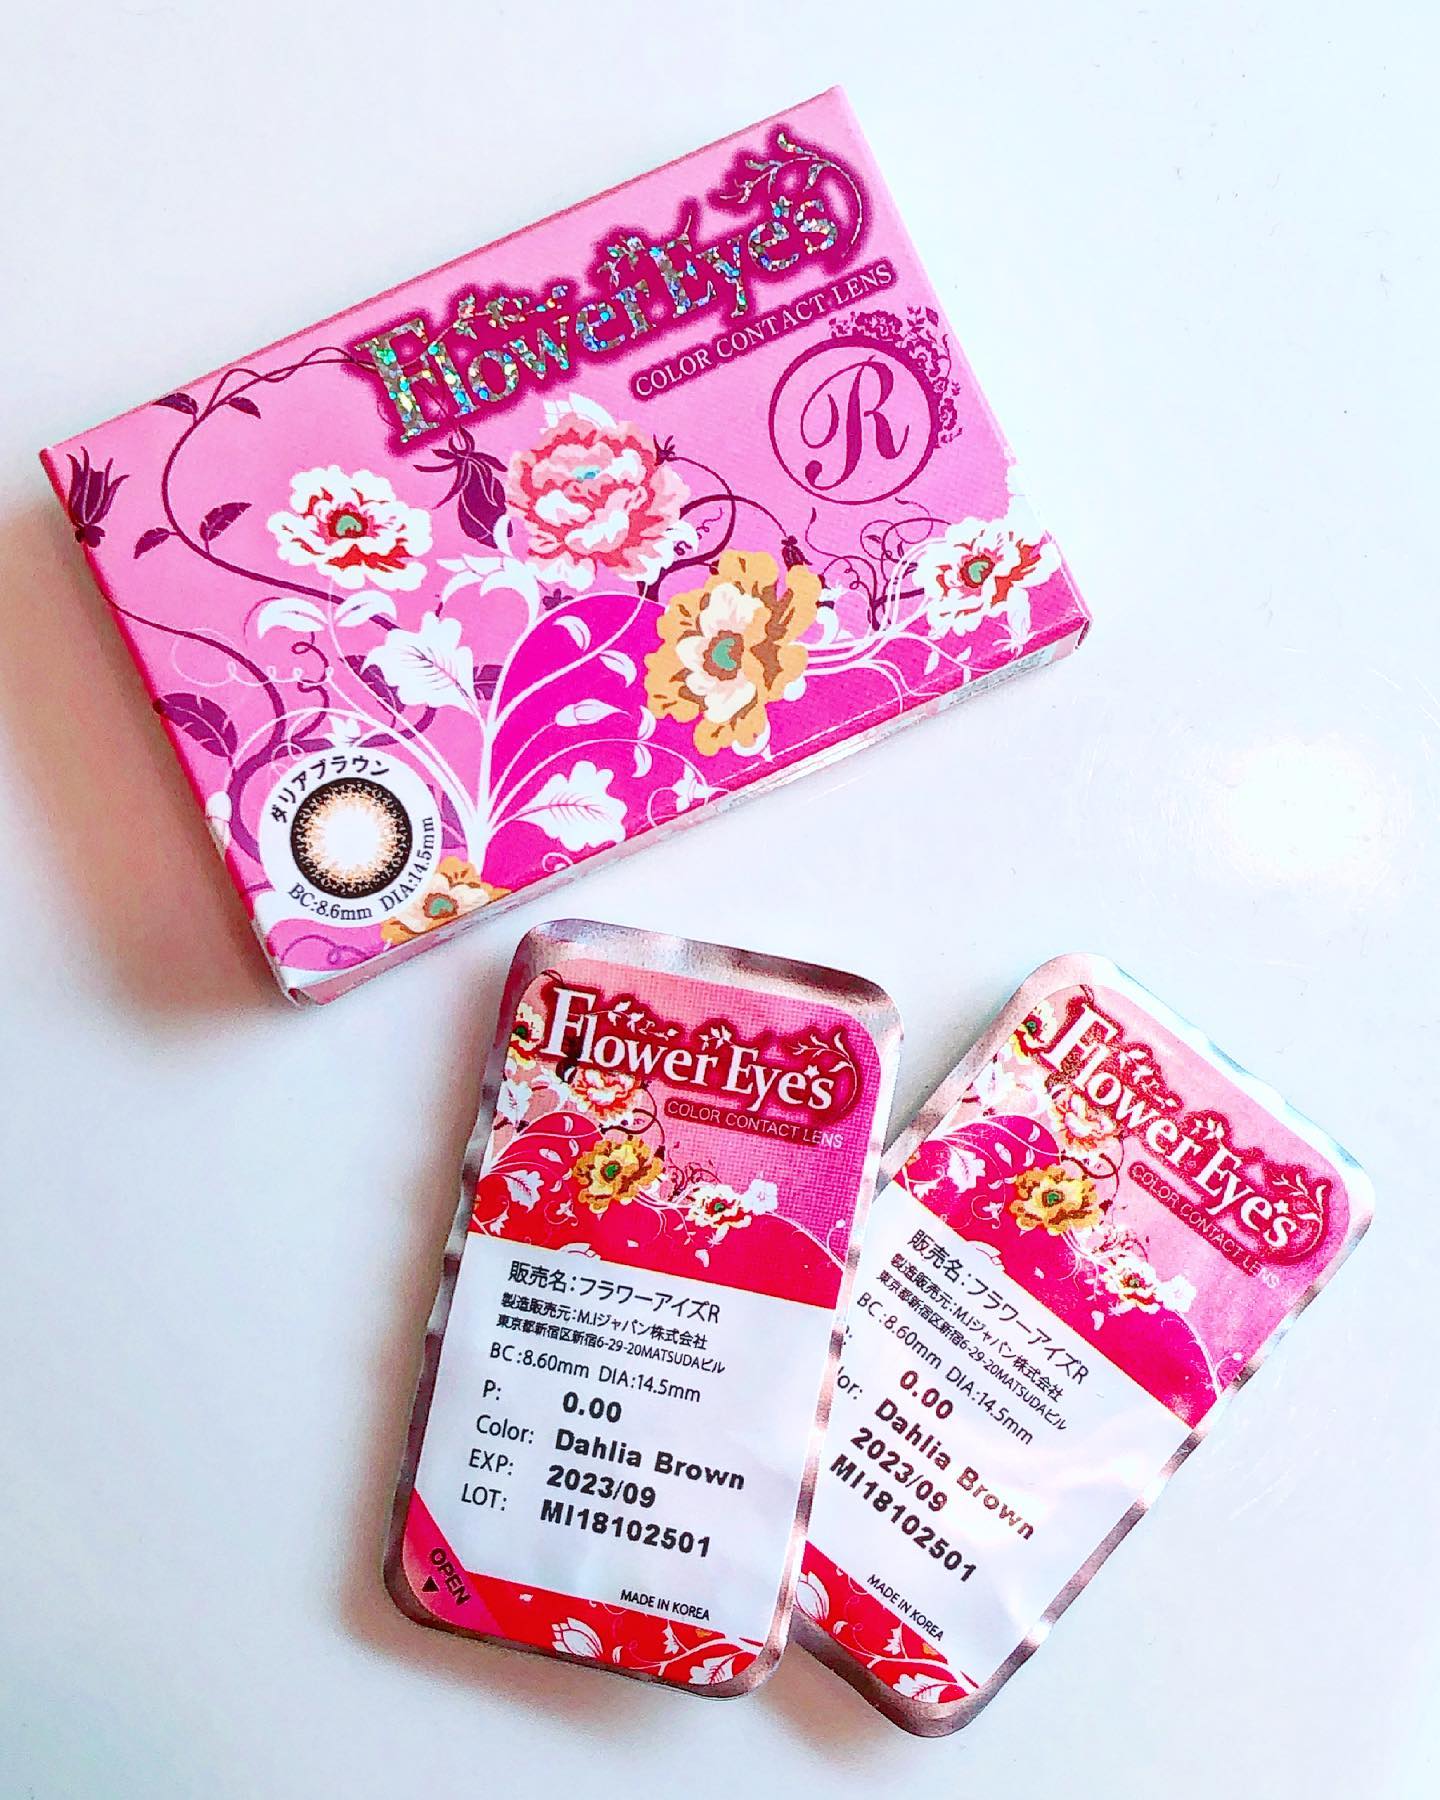 Flower Eyes
COLOR CONTACT LENS
R
ダリアブラウン
BC:8.6mm DIA:14.5mm
Flower Eyes
COLOR CONTACT LENS
販売名:フラワーアイズR
製造販売元:M.Iジャパン株式会社
東京都新宿区新宿6-29-20MATSUDAビル
BC:8.60mm DIA:14.5mm
P: 0.00
Color: Dahlia Brown
EXP: 2023/09
LOT: MI18102501
OPEN
MADE IN KOREA
Flower Eyes
COLOR CONTACT LENS
販売名:フラワーアイズR
製造販売元:M.Iジャパン株式会社
東京都新宿区新宿6-29-20MATSUDAビル
BC:8.60mm DIA:14.5mm
0.00
Dahlia Brown
2023/09
MI18102501
MADE IN KOREA